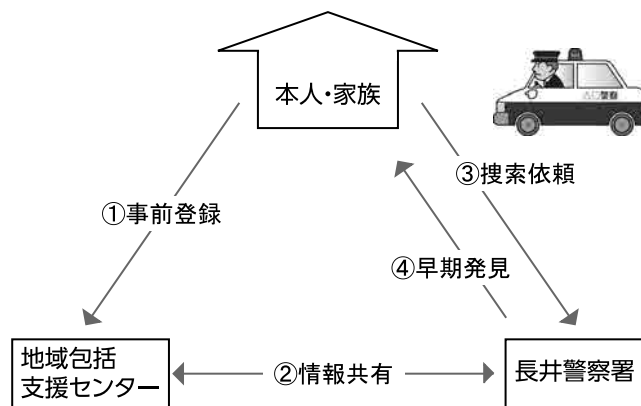 本人・家族
③捜索依頼
①事前登録
④早期発見
地域包括
支援センター
②情報共有
長井警察署